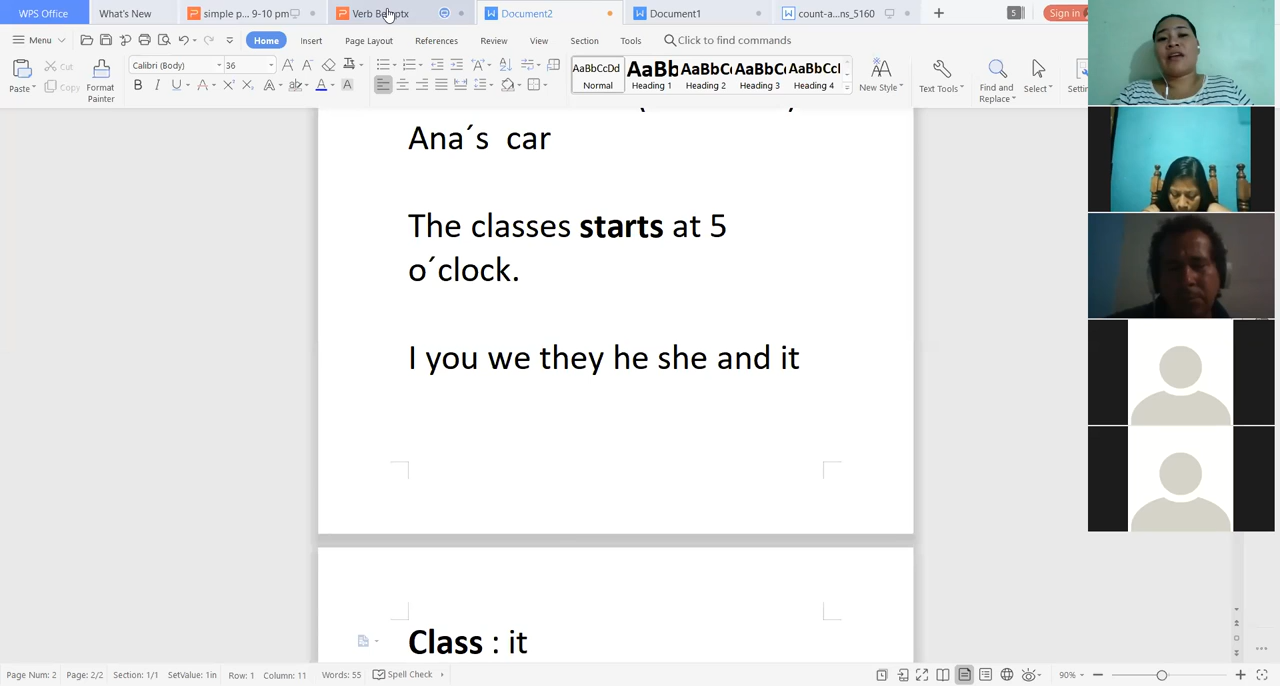 WPS Office What's New simple p... 9-10 pm Verb Be.pptx Document2 Document1 count-a...ns_5160 + 5 Sign in
Menu Home Insert Page Layout References Review View Section Tools Click to find commands
Paste Cut Copy Format Painter Calibri (Body) 36 AaBbCcDd Normal AaBb Heading 1 AaBbC Heading 2 AaBbC Heading 3 AaBbCcl Heading 4 New Style Text Tools Find and Replace Select Settin
Ana´s car
The classes starts at 5
o´clock.
I you we they he she and it
Class : it
Page Num: 2 Page: 2/2 Section: 1/1 SetValue: 1in Row: 1 Column: 11 Words: 55 Spell Check 90%